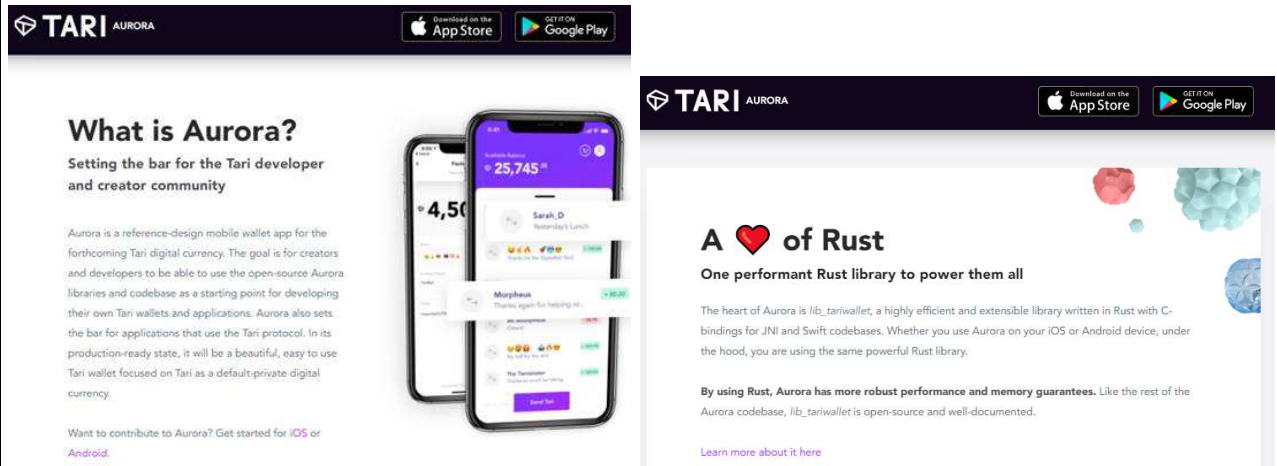 TARI AURORA
Download on the
App Store
GET IT ON
Google Play
What is Aurora?
Setting the bar for the Tari developer
and creator community
Aurora is a reference-design mobile wallet app for the
forthcoming Tari digital currency. The goal is for creators
and developers to be able to use the open-source Aurora
libraries and codebase as a starting point for developing
their own Tari wallets and applications. Aurora also sets
the bar for applications that use the Tari protocol. In its
production-ready state, it will be a beautiful, easy to use
Tari wallet focused on Tari as a default-private digital
currency.
Want to contribute to Aurora? Get started for iOS or
Android.
Available Balance
25,745
4,50
Sarah_D
Yesterday's Lunch
Morpheus
Thanks again for helping
The Terminator
Send Tari
TARI AURORA
Download on the
App Store
GET IT ON
Google Play
A ❤️ of Rust
One performant Rust library to power them all
The heart of Aurora is lib_tariwallet, a highly efficient and extensible library written in Rust with C-
bindings for JNI and Swift codebases. Whether you use Aurora on your iOS or Android device, under
the hood, you are using the same powerful Rust library.
By using Rust, Aurora has more robust performance and memory guarantees. Like the rest of the
Aurora codebase, lib_tariwallet is open-source and well-documented.
Learn more about it here